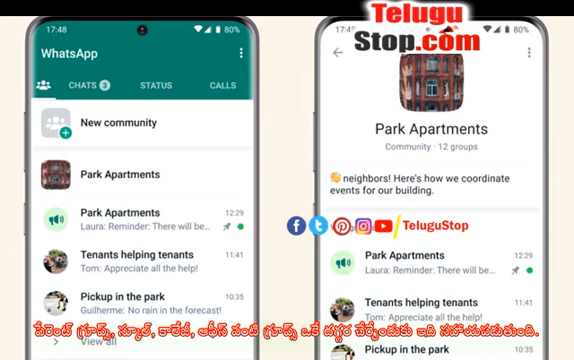 17:48
80%
WhatsApp
CHATS 3
STATUS
CALLS
New community
Park Apartments
Park Apartments
12:29
Laura: Reminder: There will be...
Tenants helping tenants
11:41
Tom: Appreciate all the help!
Pickup in the park
10:35
Guilherme: No rain in the forecast!
View all
17:48
80%
Telugu
Stop.com
Park Apartments
Community · 12 groups
neighbors! Here's how we coordinate
events for our building.
TeluguStop
Park Apartments
12:29
Laura: Reminder: There will be...
Tenants helping tenants
11:41
Tom: Appreciate all the help!
Pickup in the park
10:35
పేరెంట్ గ్రూప్స్, స్కూల్, కాలేజీ, ఆఫీస్ వంటి గ్రూప్స్ ఒకే దగ్గర చేర్చేందుకు ఇది సహాయపడుతుంది.